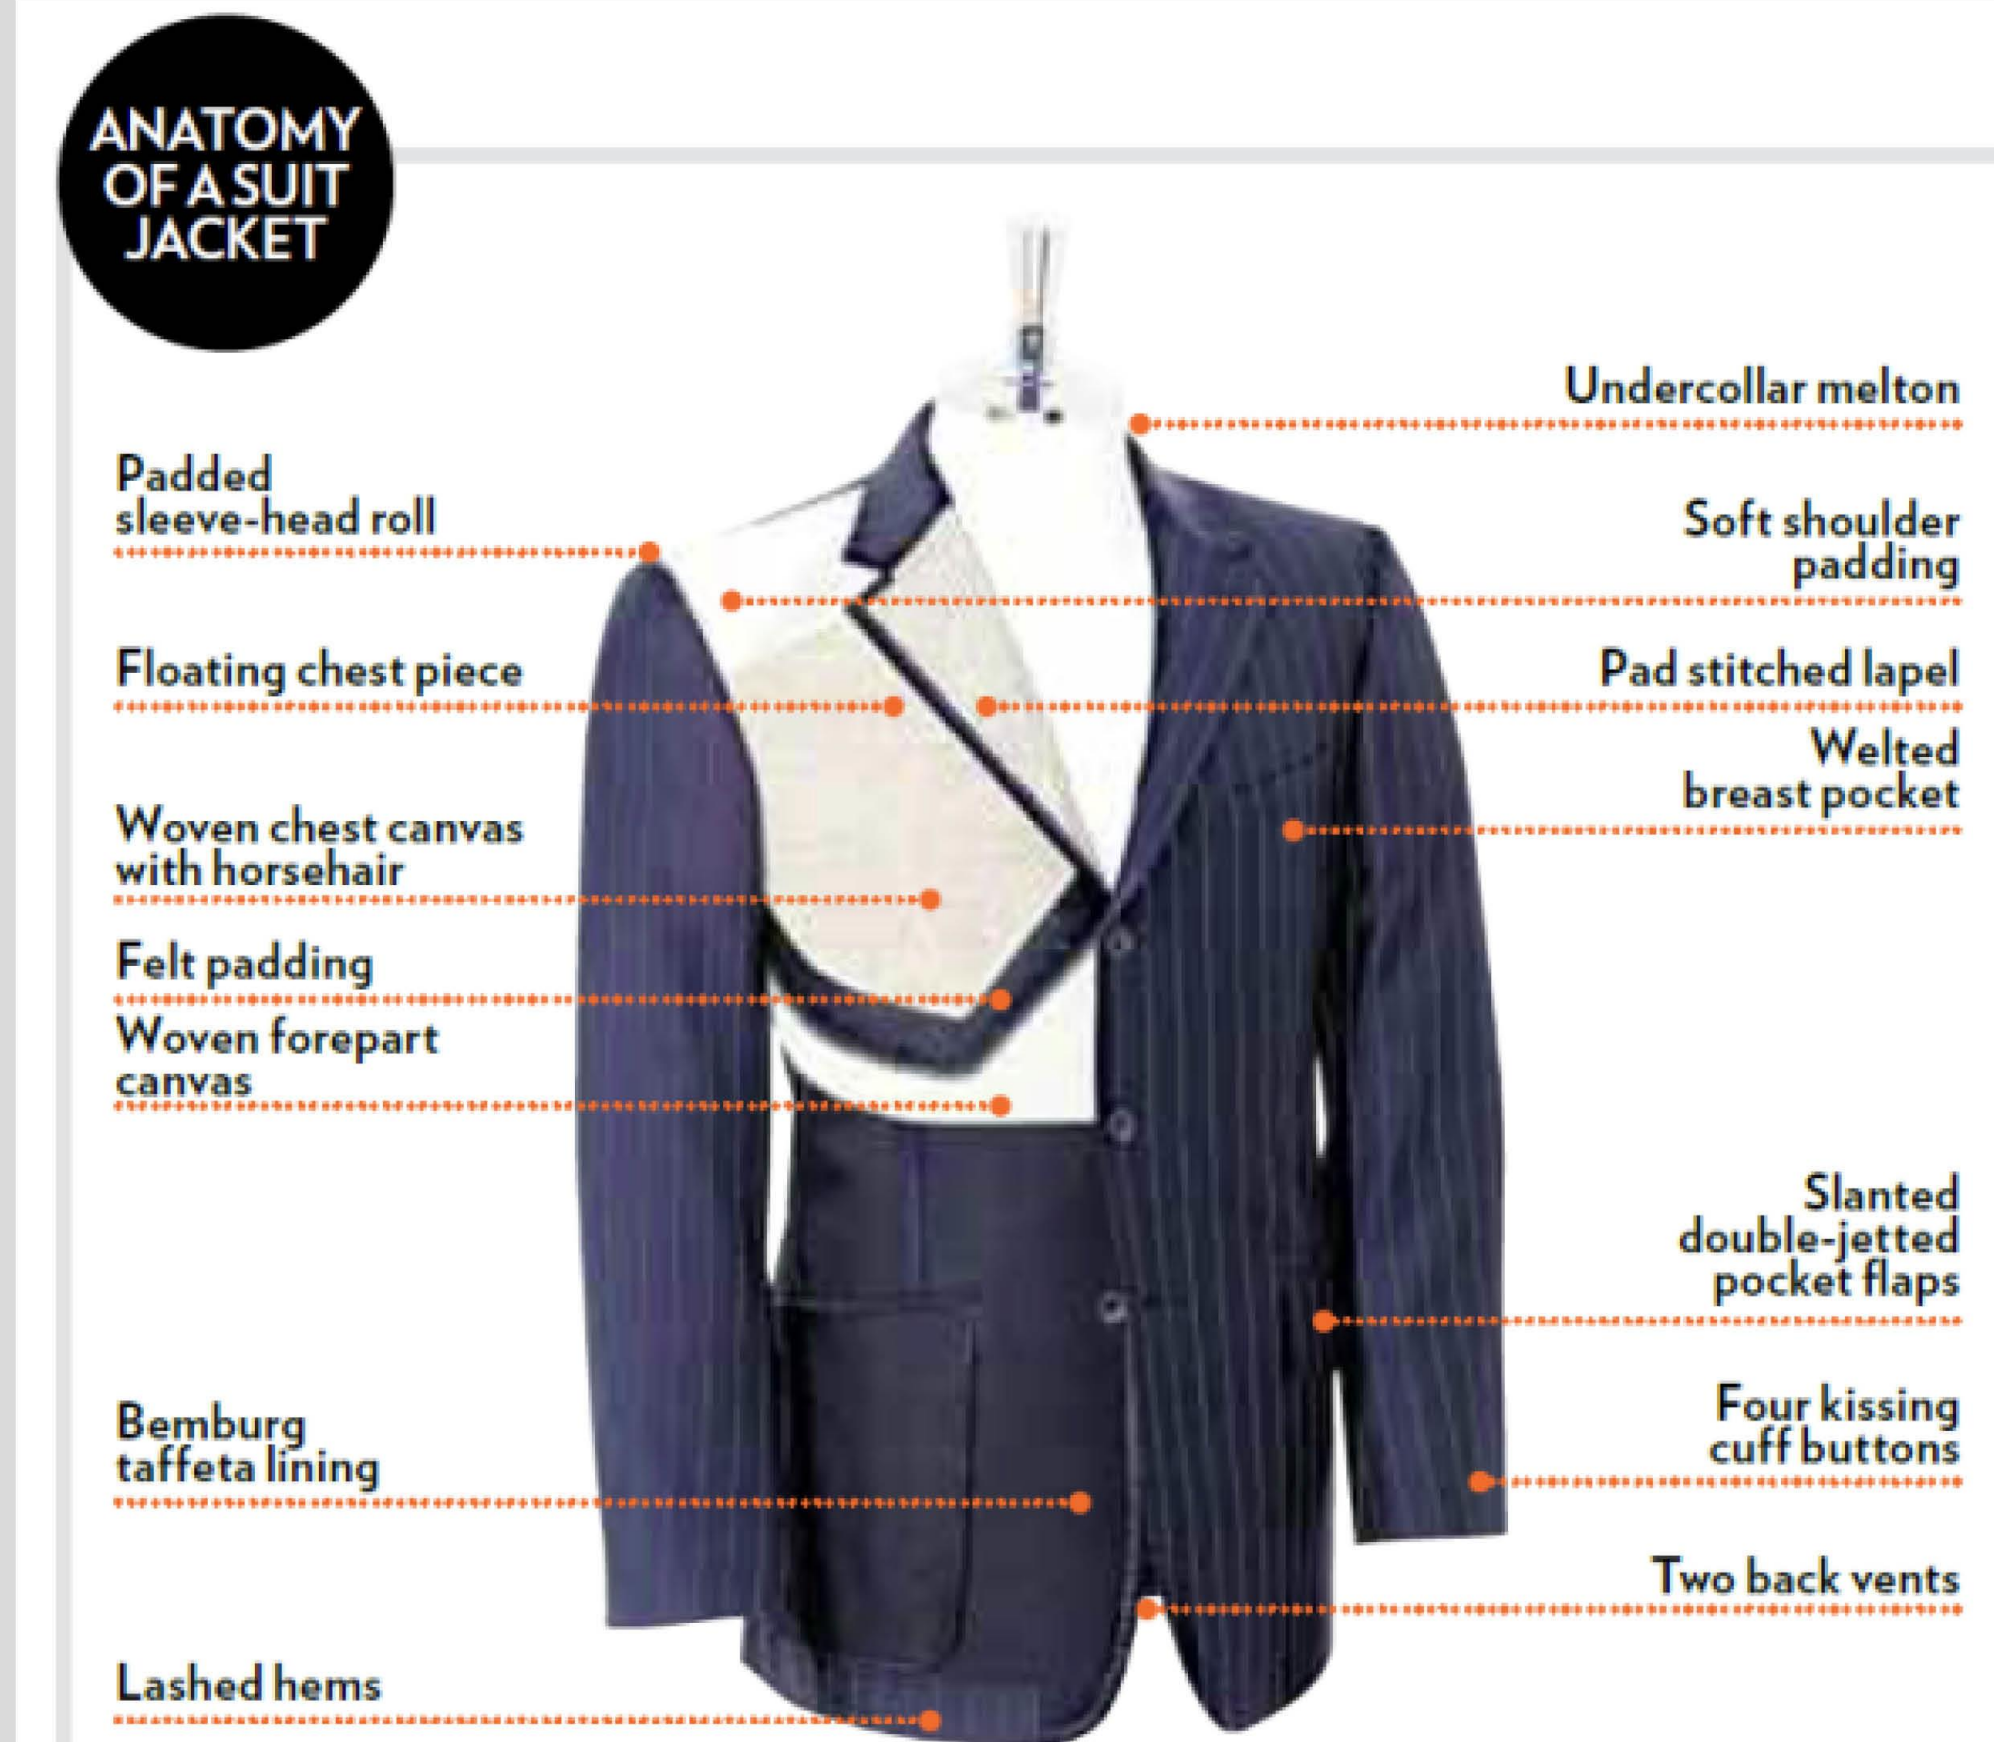 ANATOMY
OF A SUIT
JACKET
Undercollar melton
Padded
sleeve-head roll
Soft shoulder
padding
Floating chest piece
Pad stitched lapel
Welted
breast pocket
Woven chest canvas
with horsehair
Felt padding
Woven forepart
canvas
Slanted
double-jetted
pocket flaps
Bemburg
taffeta lining
Four kissing
cuff buttons
Two back vents
Lashed hems